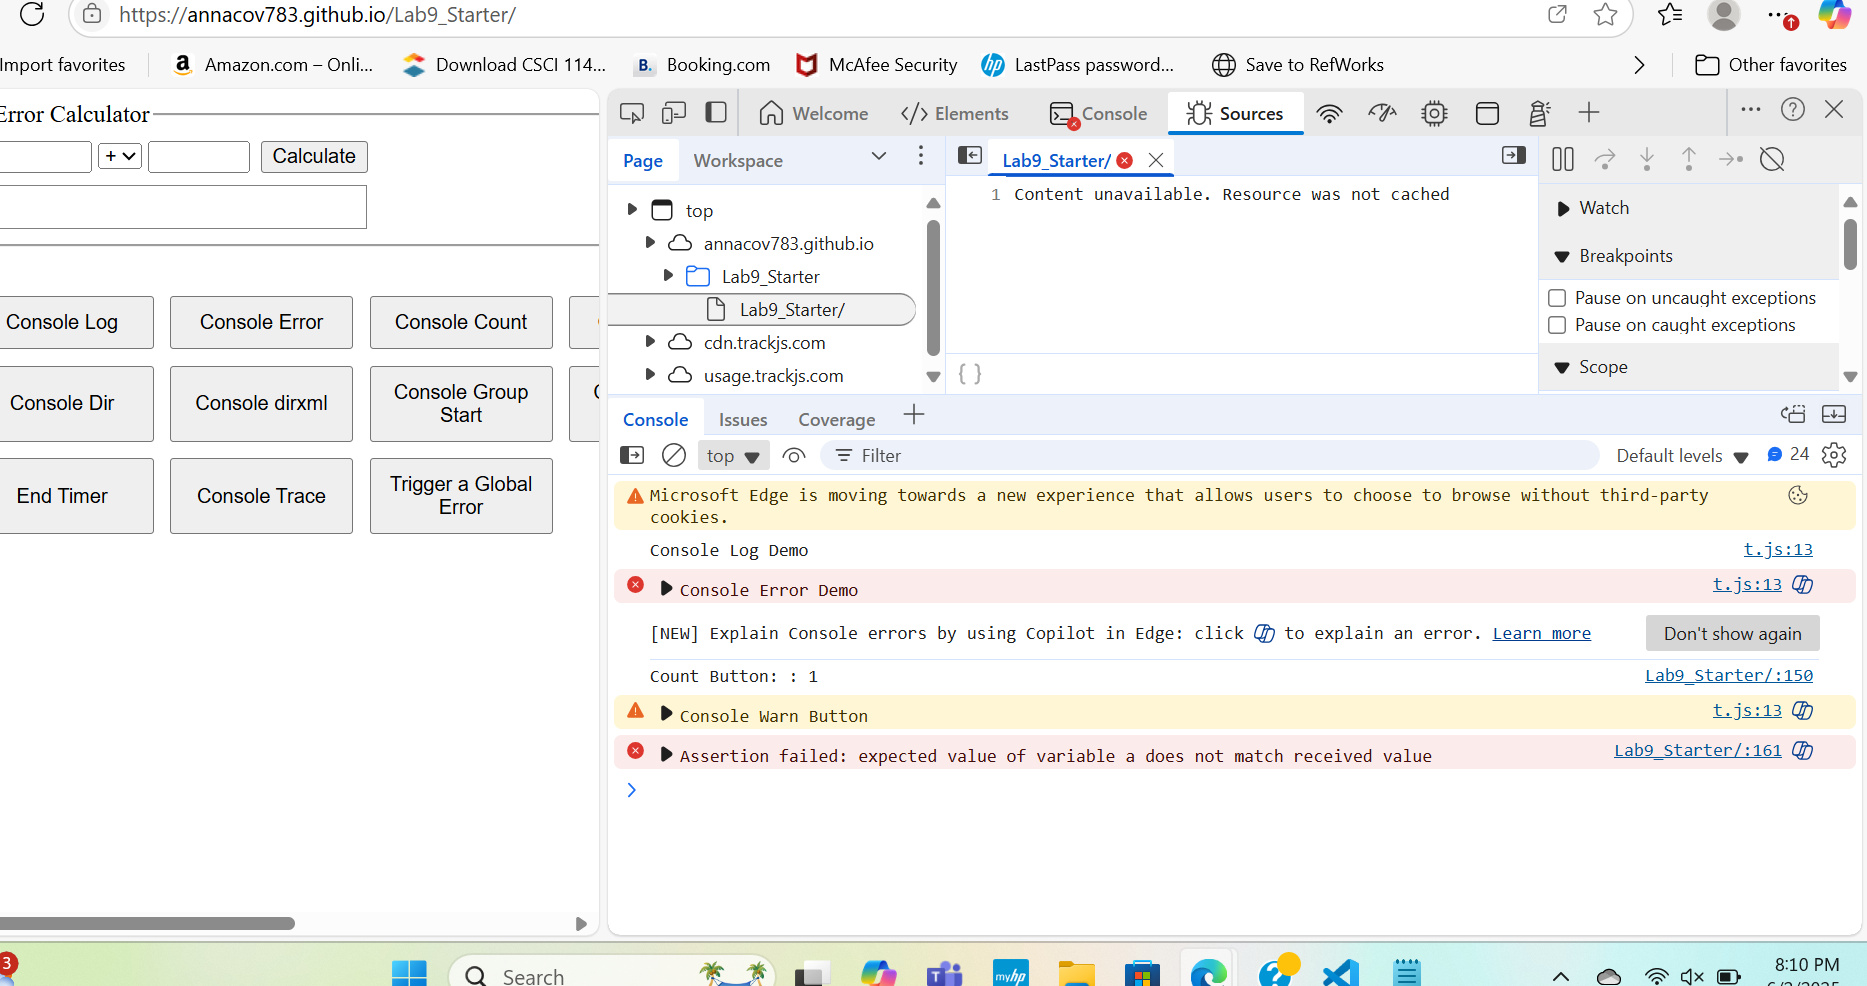 https://annacov783.github.io/Lab9_Starter/
Import favorites
Amazon.com – Onli...
Download CSCI 114...
B. Booking.com
McAfee Security
hp LastPass password...
Save to RefWorks
Other favorites
Error Calculator
+
Calculate
Console Log
Console Error
Console Count
Console Dir
Console dirxml
Console Group
Start
End Timer
Console Trace
Trigger a Global
Error
Welcome
Elements
Console
Sources
Page
Workspace
top
annacov783.github.io
Lab9_Starter
Lab9_Starter/
cdn.trackjs.com
usage.trackjs.com
Lab9_Starter/
1 Content unavailable. Resource was not cached
{ }
Watch
Breakpoints
Pause on uncaught exceptions
Pause on caught exceptions
Scope
Console
Issues
Coverage
top
Filter
Default levels
24
Microsoft Edge is moving towards a new experience that allows users to choose to browse without third-party
cookies.
Console Log Demo t.js:13
Console Error Demo t.js:13
[NEW] Explain Console errors by using Copilot in Edge: click to explain an error. Learn more Don't show again
Count Button: : 1 Lab9_Starter/:150
Console Warn Button t.js:13
Assertion failed: expected value of variable a does not match received value Lab9_Starter/:161
3
Search
myhp
8:10 PM